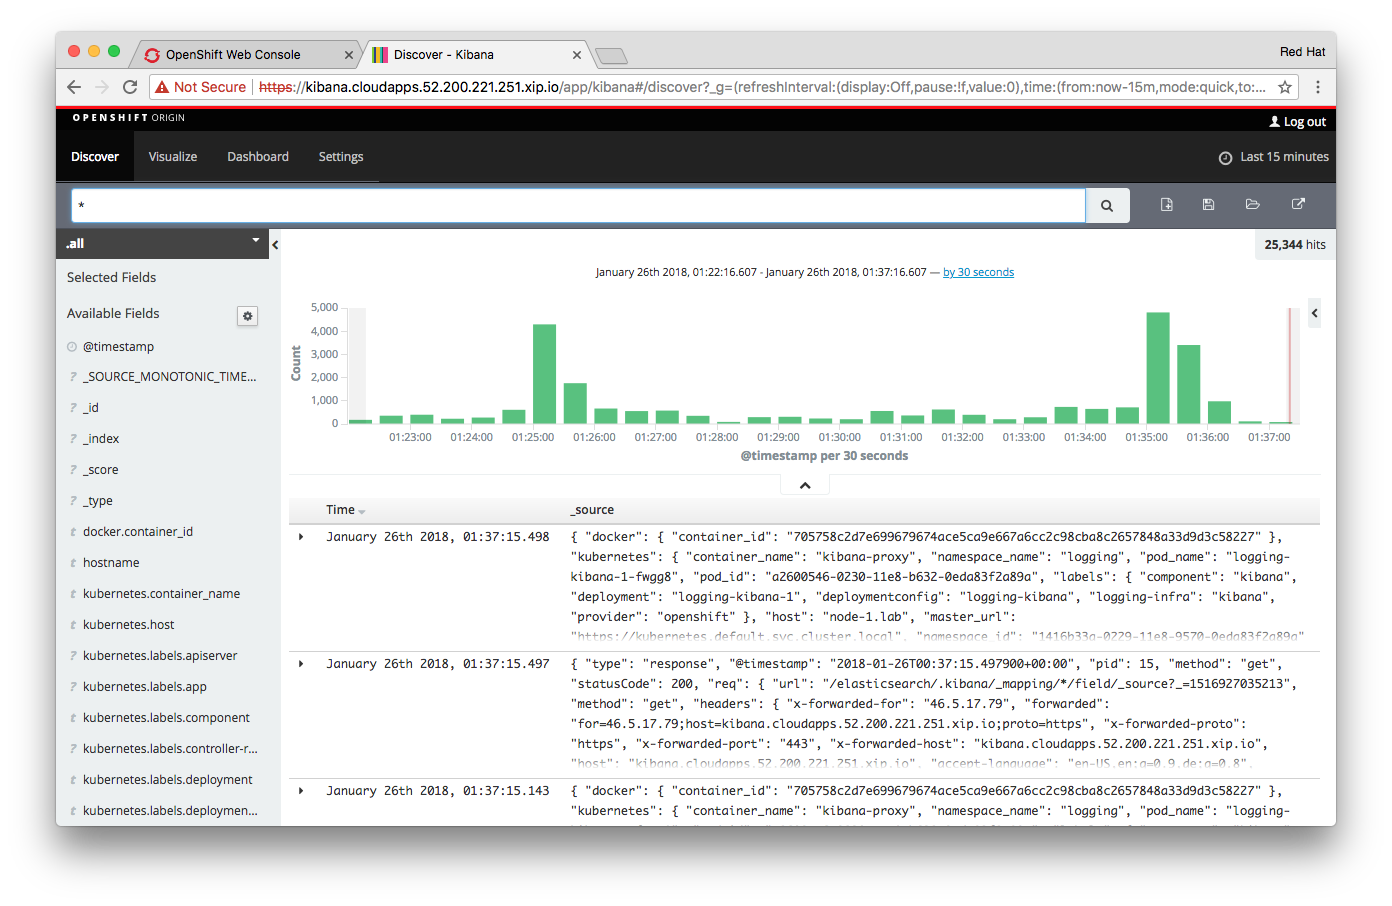 OpenShift Web Console
Discover - Kibana
Red Hat
Not Secure https://kibana.cloudapps.52.200.221.251.xip.io/app/kibana#/discover?_g=(refreshInterval:(display:Off,pause:!f,value:0),time:(from:now-15m,mode:quick,to:...
OPENSHIFT ORIGIN
Log out
Discover Visualize Dashboard Settings
Last 15 minutes
*
.all
25,344 hits
Selected Fields
Available Fields
@timestamp
_SOURCE_MONOTONIC_TIME...
? _id
? _index
? _score
? _type
t docker.container_id
t hostname
t kubernetes.container_name
t kubernetes.host
? kubernetes.labels.apiserver
t kubernetes.labels.app
t kubernetes.labels.component
? kubernetes.labels.controller-r...
t kubernetes.labels.deployment
t kubernetes.labels.deploymen...
January 26th 2018, 01:22:16.607 - January 26th 2018, 01:37:16.607 — by 30 seconds
Count
5,000
4,000
3,000
2,000
1,000
0
01:23:00 01:24:00 01:25:00 01:26:00 01:27:00 01:28:00 01:29:00 01:30:00 01:31:00 01:32:00 01:33:00 01:34:00 01:35:00 01:36:00 01:37:00
@timestamp per 30 seconds
Time _source
January 26th 2018, 01:37:15.498
{ "docker": { "container_id": "705758c2d7e699679674ace5ca9e667a6cc2c98cba8c2657848a33d9d3c58227" },
"kubernetes": { "container_name": "kibana-proxy", "namespace_name": "logging", "pod_name": "logging-
kibana-1-fwgg8", "pod_id": "a2600546-0230-11e8-b632-0eda83f2a89a", "labels": { "component": "kibana",
"deployment": "logging-kibana-1", "deploymentconfig": "logging-kibana", "logging-infra": "kibana",
"provider": "openshift" }, "host": "node-1.lab", "master_url":
"https://kubernetes.default.svc.cluster.local", "namespace_id": "1416b33a-0229-11e8-9570-0eda83f2a89a"
January 26th 2018, 01:37:15.497
{ "type": "response", "@timestamp": "2018-01-26T00:37:15.497900+00:00", "pid": 15, "method": "get",
"statusCode": 200, "req": { "url": "/elasticsearch/.kibana/_mapping/*/field/_source?_=1516927035213",
"method": "get", "headers": { "x-forwarded-for": "46.5.17.79", "forwarded":
"for=46.5.17.79;host=kibana.cloudapps.52.200.221.251.xip.io;proto=https", "x-forwarded-proto":
"https", "x-forwarded-port": "443", "x-forwarded-host": "kibana.cloudapps.52.200.221.251.xip.io",
"host": "kibana.cloudapps.52.200.221.251.xip.io", "accept-language": "en-US,en;q=0.9,de;q=0.8",
January 26th 2018, 01:37:15.143
{ "docker": { "container_id": "705758c2d7e699679674ace5ca9e667a6cc2c98cba8c2657848a33d9d3c58227" },
"kubernetes": { "container_name": "kibana-proxy", "namespace_name": "logging", "pod_name": "logging-